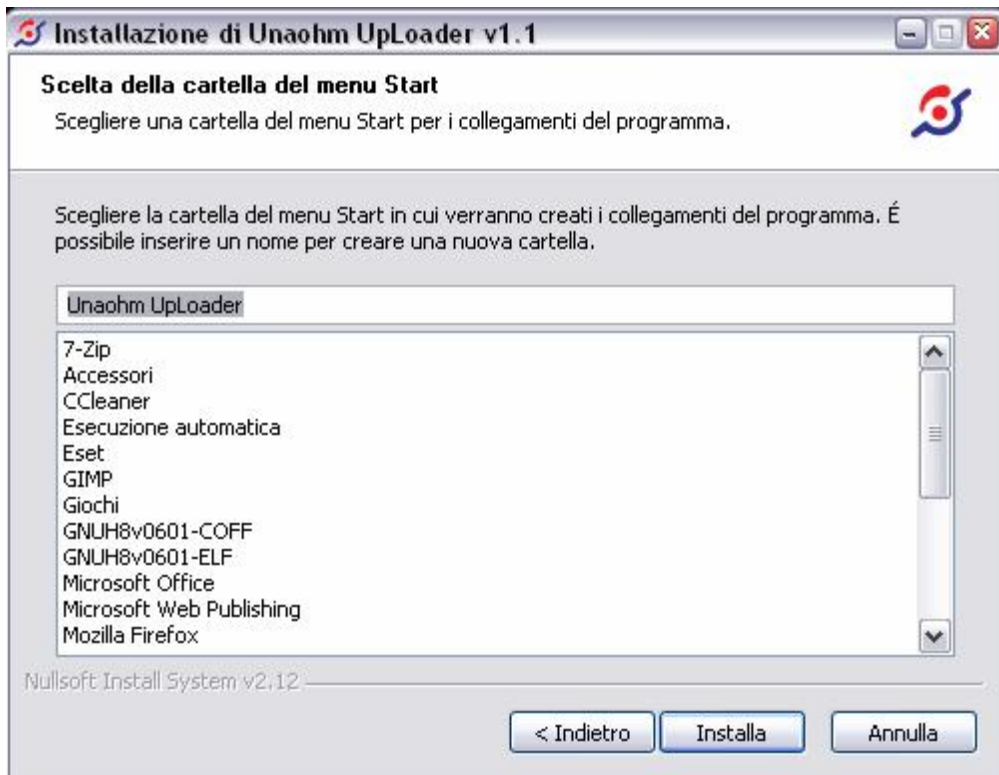 Installazione di Unaohm UpLoader v1.1
Scelta della cartella del menu Start
Scegliere una cartella del menu Start per i collegamenti del programma.
Scegliere la cartella del menu Start in cui verranno creati i collegamenti del programma. É
possibile inserire un nome per creare una nuova cartella.
Unaohm UpLoader
7-Zip
Accessori
CCleaner
Esecuzione automatica
Eset
GIMP
Giochi
GNUH8v0601-COFF
GNUH8v0601-ELF
Microsoft Office
Microsoft Web Publishing
Mozilla Firefox
Nullsoft Install System v2.12
< Indietro
Installa
Annulla